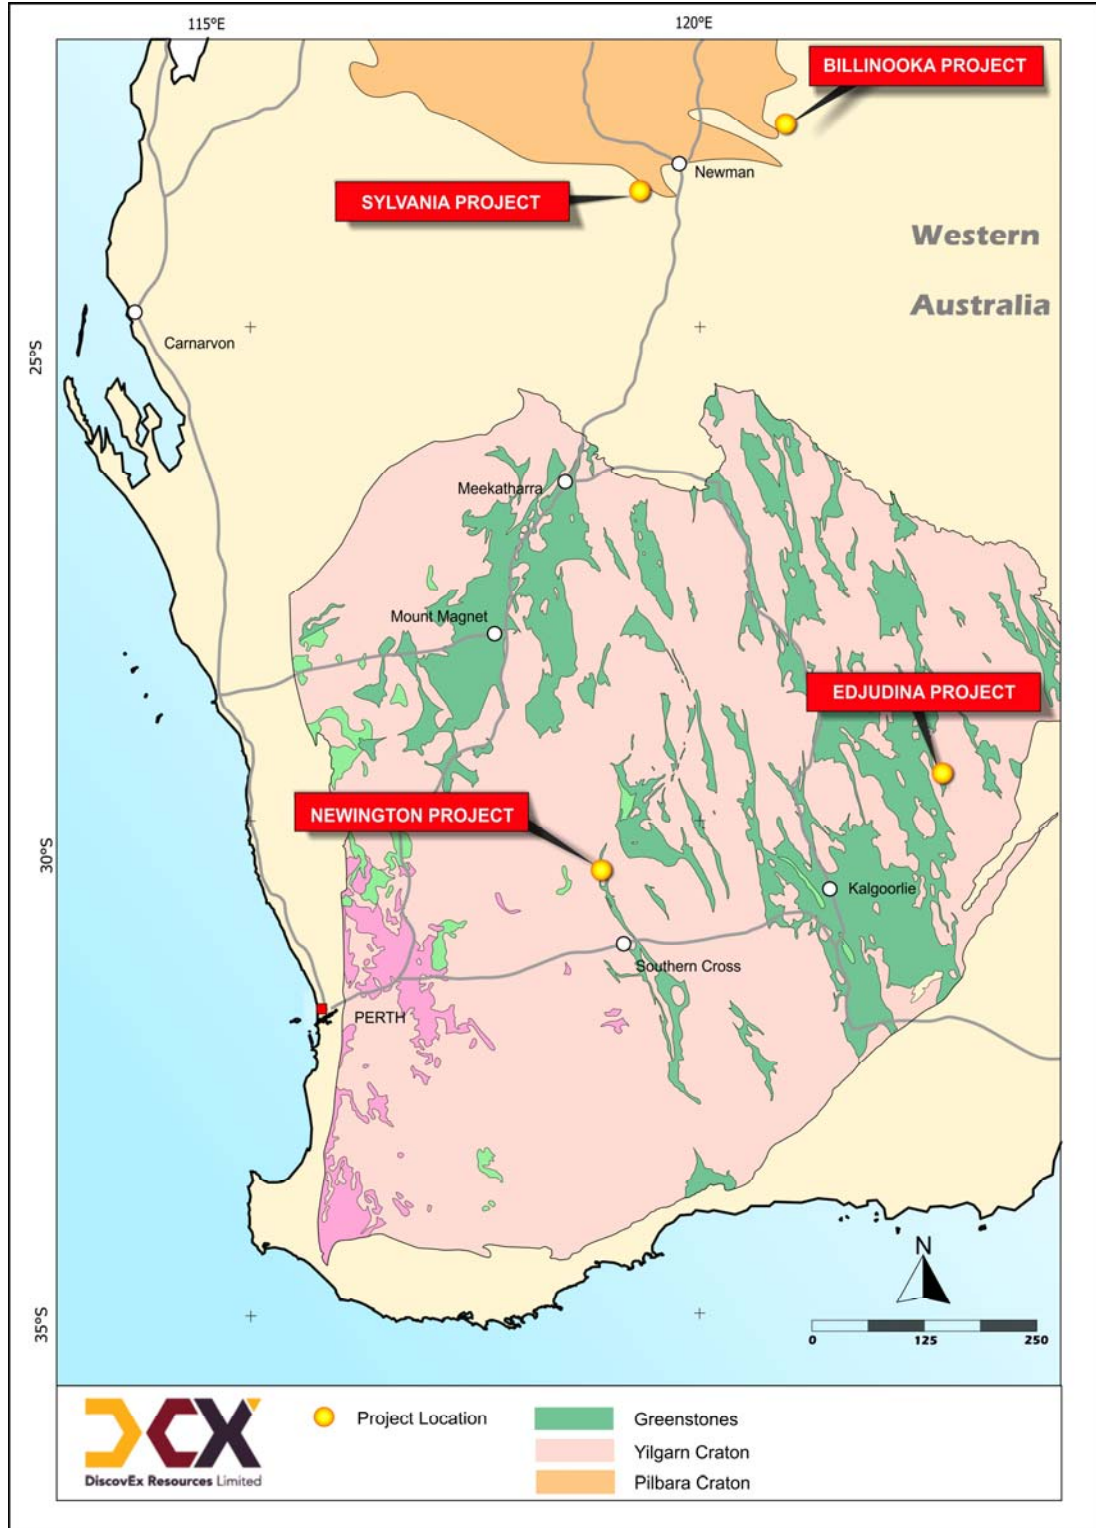 115°E
120°E
BILLINOOKA PROJECT
Newman
SYLVANIA PROJECT
Western
Australia
Carnarvon
25°S
Meekatharra
Mount Magnet
EDJUDINA PROJECT
NEWINGTON PROJECT
30°S
Kalgoorlie
Southern Cross
PERTH
N
35°S
0 125 250
DCX
DiscovEx Resources Limited
Project Location
Greenstones
Yilgarn Craton
Pilbara Craton